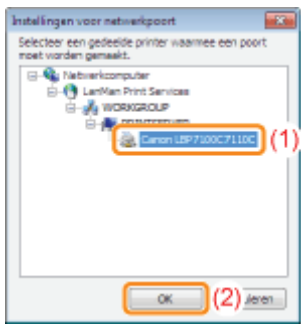 Instellingen voor netwerkpoort
Selecteer een gedeelde printer waarmee een poort
moet worden gemaakt.
Netwerkcomputer
LanMan Print Services
WORKGROUP
Canon LBP7100C7110C
(1)
OK
(2)